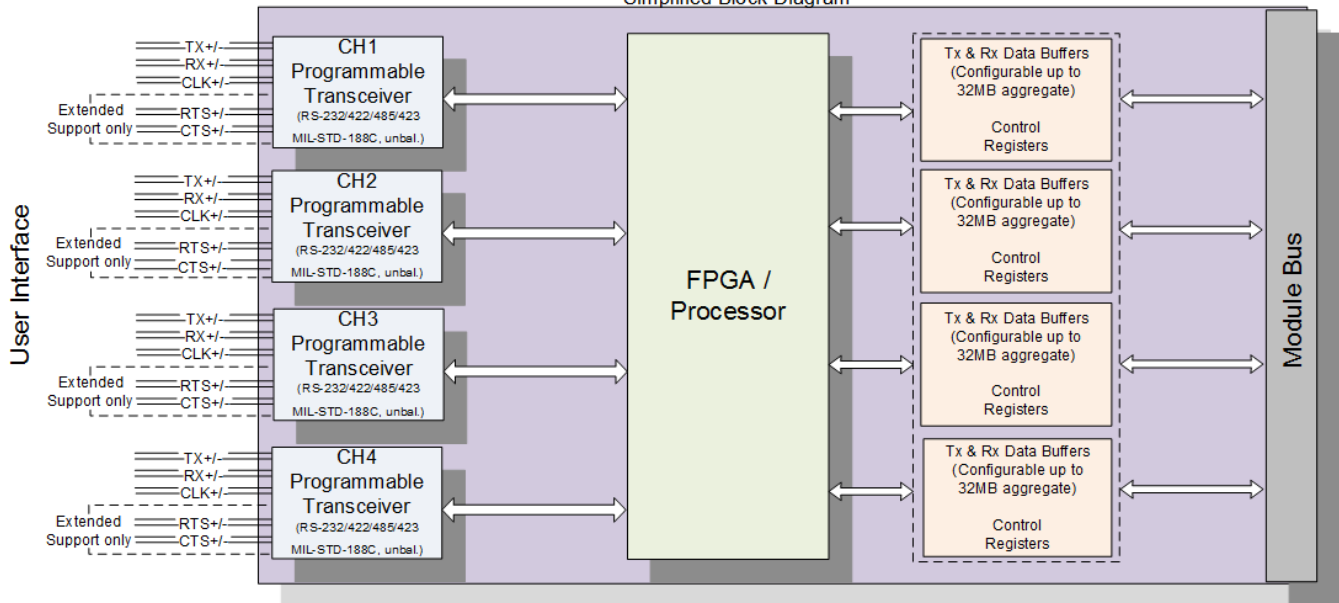 Simplified Block Diagram
User Interface
TX+/-
RX+/-
CLK+/-
Extended
Support only
RTS+/-
CTS+/-
CH1
Programmable
Transceiver
(RS-232/422/485/423
MIL-STD-188C, unbal.)
TX+/-
RX+/-
CLK+/-
Extended
Support only
RTS+/-
CTS+/-
CH2
Programmable
Transceiver
(RS-232/422/485/423
MIL-STD-188C, unbal.)
TX+/-
RX+/-
CLK+/-
Extended
Support only
RTS+/-
CTS+/-
CH3
Programmable
Transceiver
(RS-232/422/485/423
MIL-STD-188C, unbal.)
TX+/-
RX+/-
CLK+/-
Extended
Support only
RTS+/-
CTS+/-
CH4
Programmable
Transceiver
(RS-232/422/485/423
MIL-STD-188C, unbal.)
FPGA /
Processor
Tx & Rx Data Buffers
(Configurable up to
32MB aggregate)
Control
Registers
Tx & Rx Data Buffers
(Configurable up to
32MB aggregate)
Control
Registers
Tx & Rx Data Buffers
(Configurable up to
32MB aggregate)
Control
Registers
Tx & Rx Data Buffers
(Configurable up to
32MB aggregate)
Control
Registers
Module Bus